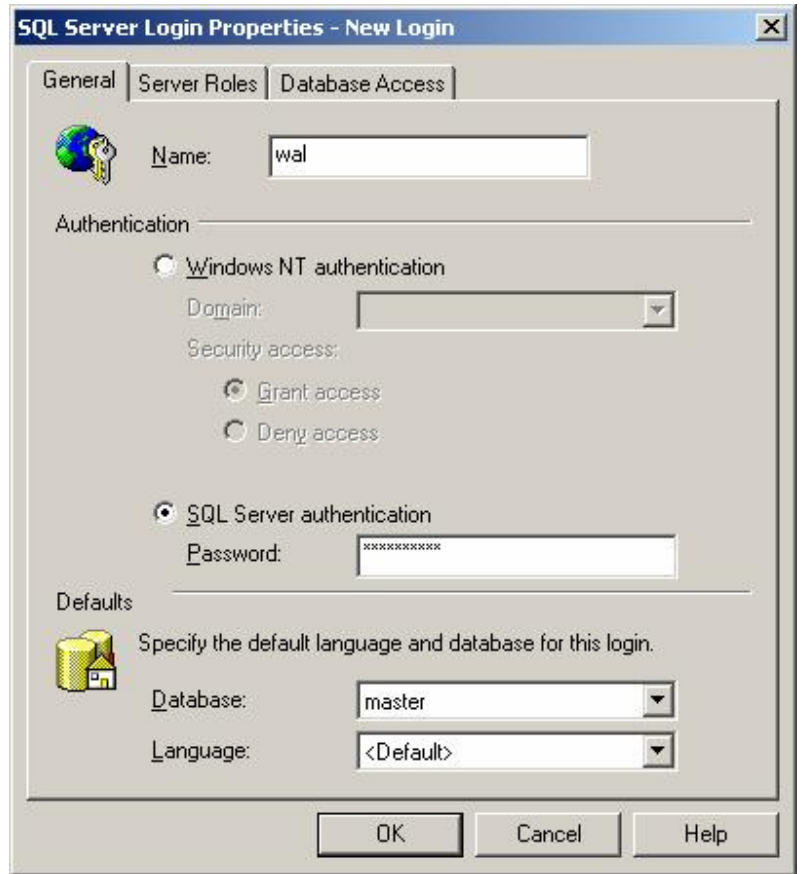 SQL Server Login Properties - New Login
General Server Roles Database Access
Name: wal
Authentication
Windows NT authentication
Domain:
Security access:
Grant access
Deny access
SQL Server authentication
Password: **********
Defaults
Specify the default language and database for this login.
Database: master
Language: <Default>
OK Cancel Help